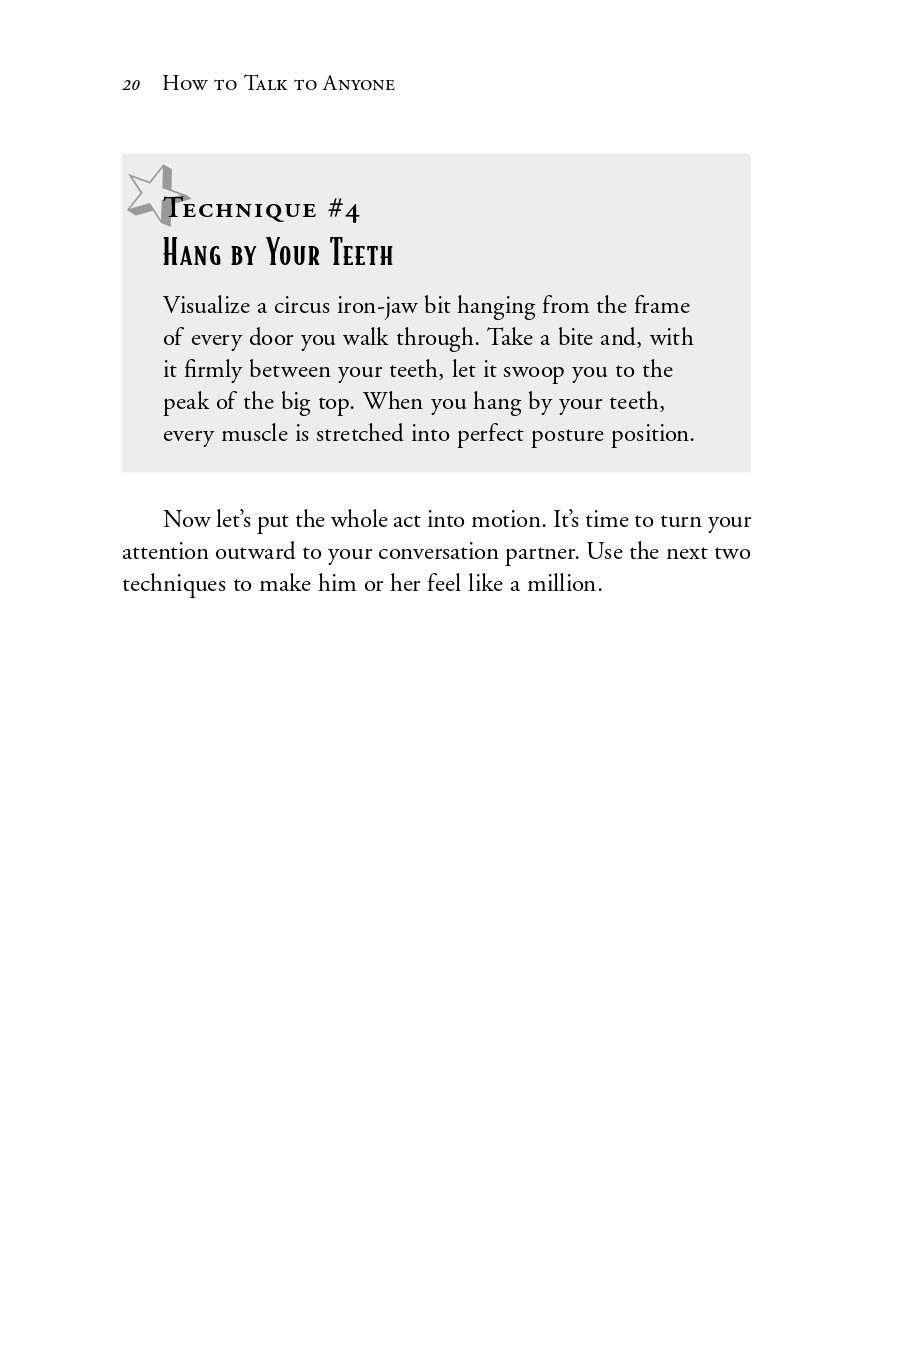 20 How to Talk to Anyone
Technique #4
Hang by Your Teeth
Visualize a circus iron-jaw bit hanging from the frame
of every door you walk through. Take a bite and, with
it firmly between your teeth, let it swoop you to the
peak of the big top. When you hang by your teeth,
every muscle is stretched into perfect posture position.
Now let’s put the whole act into motion. It’s time to turn your
attention outward to your conversation partner. Use the next two
techniques to make him or her feel like a million.